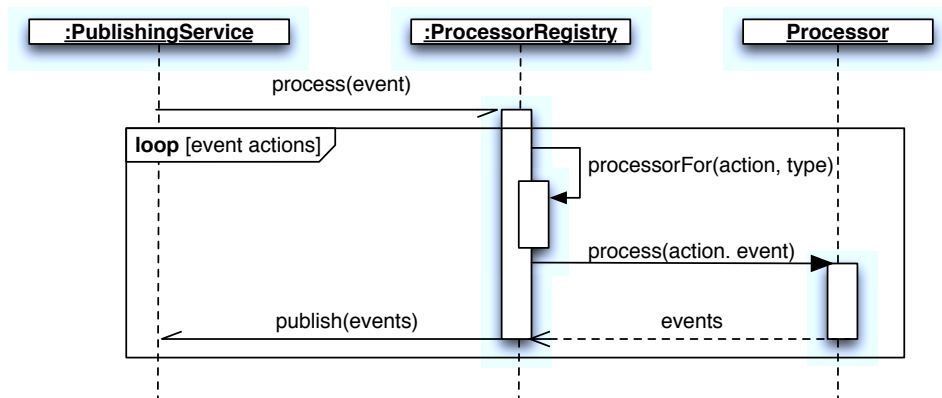 :PublishingService
:ProcessorRegistry
Processor
process(event)
loop [event actions]
processorFor(action, type)
process(action. event)
publish(events)
events